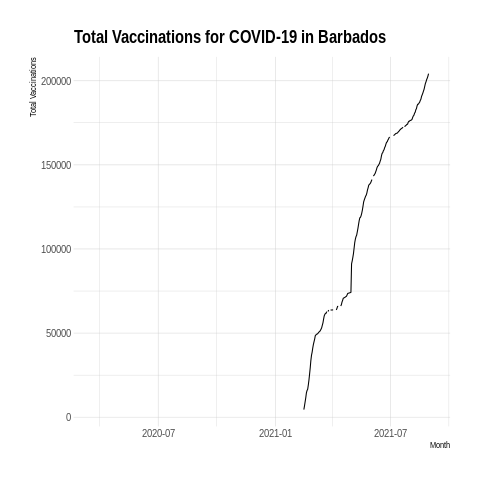 Total Vaccinations for COVID-19 in Barbados
Total Vaccinations
200000
150000
100000
50000
0
2020-07 2021-01 2021-07
Month